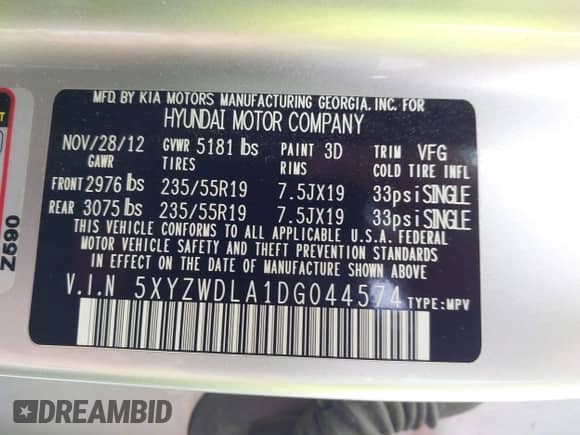 MFD. BY KIA MOTORS MANUFACTURING GEORGIA, INC. FOR
HYUNDAI MOTOR COMPANY
NOV/28/12 GVWR 5181 lbs PAINT 3D TRIM VFG
GAWR TIRES RIMS COLD TIRE INFL
FRONT 2976 lbs 235/55R19 7.5JX19 33psi SINGLE
REAR 3075 lbs 235/55R19 7.5JX19 33psi SINGLE
THIS VEHICLE CONFORMS TO ALL APPLICABLE U.S.A. FEDERAL
MOTOR VEHICLE SAFETY AND THEFT PREVENTION STANDARDS
IN EFFECT ON THE DATE OF MANUFACTURE SHOWN ABOVE.
V.I.N 5XYZWDLA1DG044574 TYPE: MPV
Z590
DREAMBID